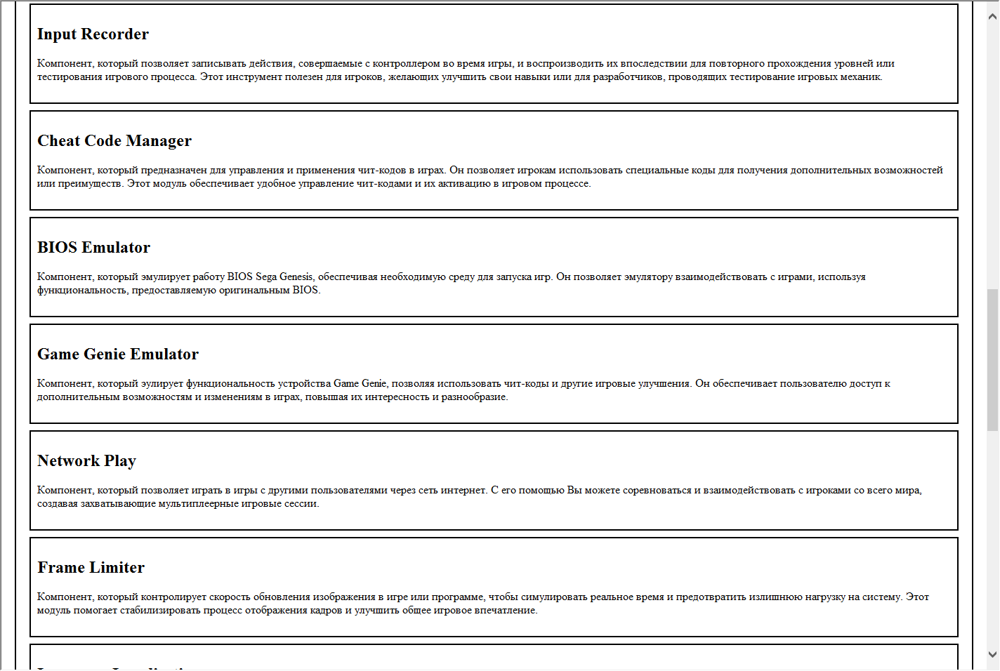 Input Recorder
Компонент, который позволяет записывать действия, совершаемые с контроллером во время игры, и воспроизводить их впоследствии для повторного прохождения уровней или
тестирования игрового процесса. Этот инструмент полезен для игроков, желающих улучшить свои навыки или для разработчиков, проводящих тестирование игровых механик.
Cheat Code Manager
Компонент, который предназначен для управления и применения чит-кодов в играх. Он позволяет игрокам использовать специальные коды для получения дополнительных возможностей
или преимуществ. Этот модуль обеспечивает удобное управление чит-кодами и их активацию в игровом процессе.
BIOS Emulator
Компонент, который эмулирует работу BIOS Sega Genesis, обеспечивая необходимую среду для запуска игр. Он позволяет эмулятору взаимодействовать с играми, используя
функциональность, предоставляемую оригинальным BIOS.
Game Genie Emulator
Компонент, который эулирует функциональность устройства Game Genie, позволяя использовать чит-коды и другие игровые улучшения. Он обеспечивает пользователю доступ к
дополнительным возможностям и изменениям в играх, повышая их интересность и разнообразие.
Network Play
Компонент, который позволяет играть в игры с другими пользователями через сеть интернет. С его помощью Вы можете соревноваться и взаимодействовать с игроками со всего мира,
создавая захватывающие мультиплеерные игровые сессии.
Frame Limiter
Компонент, который контролирует скорость обновления изображения в игре или программе, чтобы симулировать реальное время и предотвратить излишнюю нагрузку на систему. Этот
модуль помогает стабилизировать процесс отображения кадров и улучшить общее игровое впечатление.